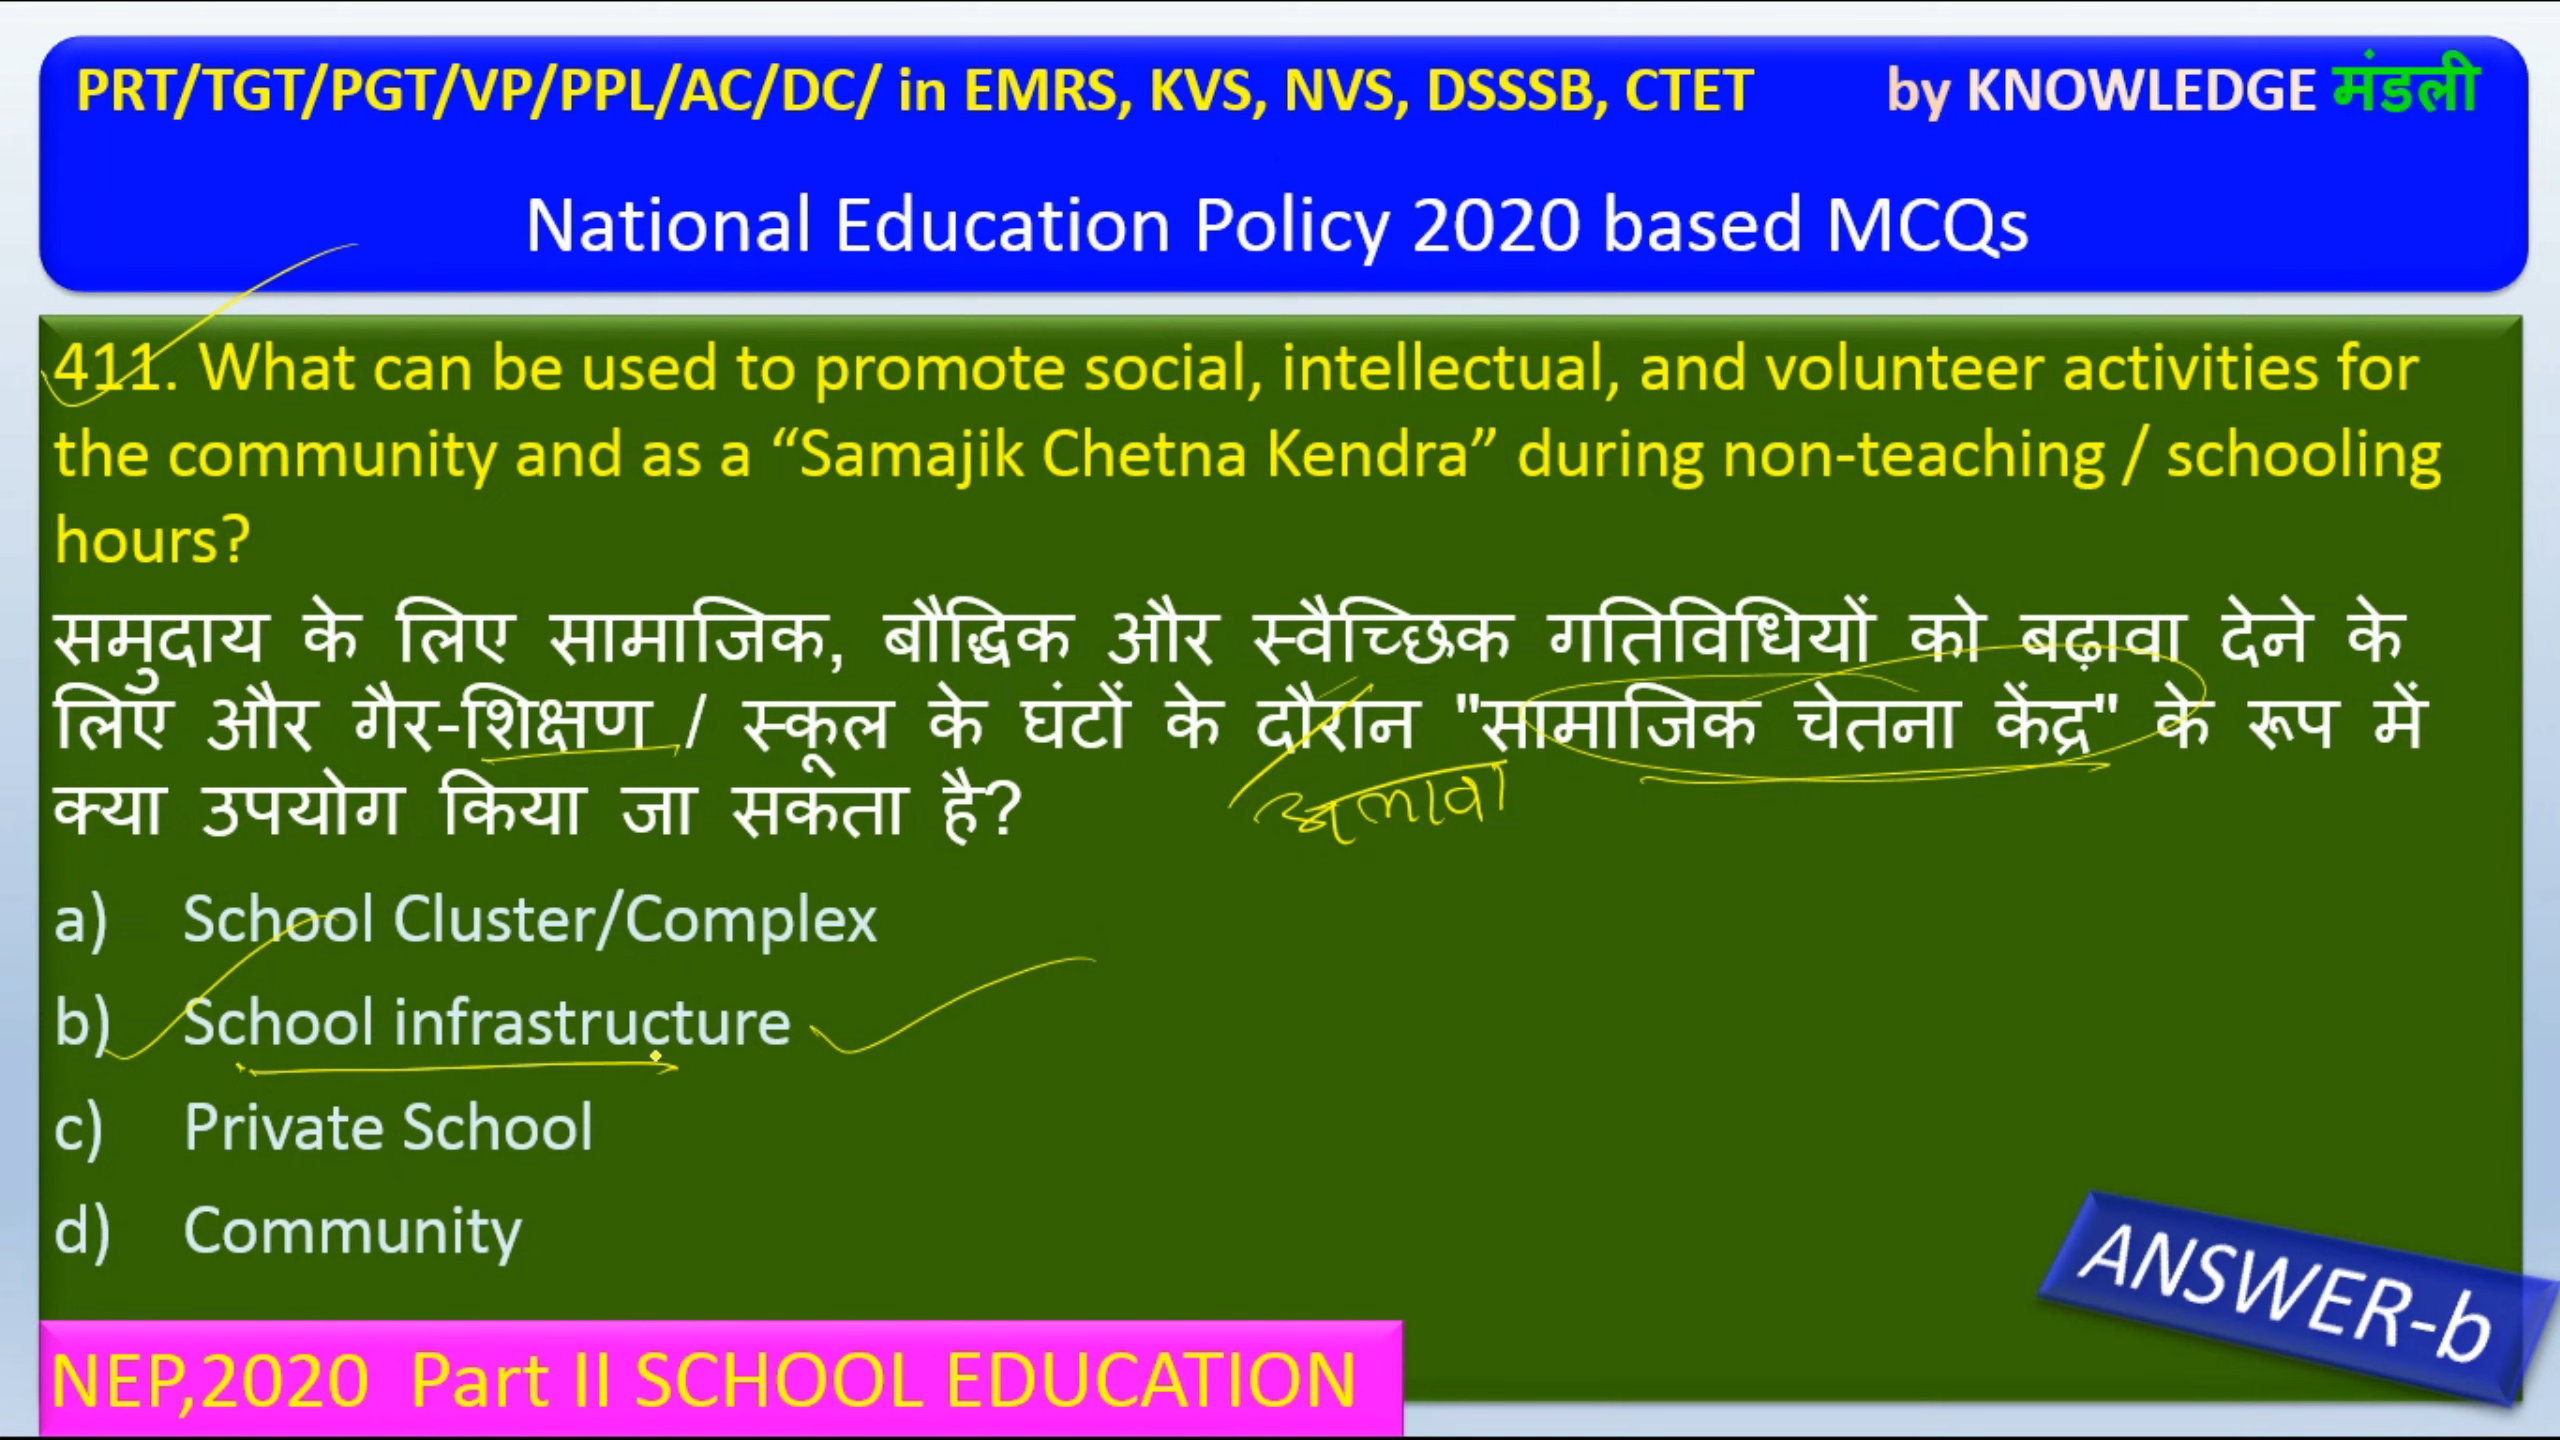 PRT/TGT/PGT/VP/PPL/AC/DC/ in EMRS, KVS, NVS, DSSSB, CTET by KNOWLEDGE मंडली
National Education Policy 2020 based MCQs
411. What can be used to promote social, intellectual, and volunteer activities for
the community and as a “Samajik Chetna Kendra” during non-teaching / schooling
hours?
समुदाय के लिए सामाजिक, बौद्धिक और स्वैच्छिक गतिविधियों को बढ़ावा देने के
लिए और गैर-शिक्षण / स्कूल के घंटों के दौरान "सामाजिक चेतना केंद्र" के रूप में
क्या उपयोग किया जा सकता है?
अलावा
a) School Cluster/Complex
b) School infrastructure
c) Private School
d) Community
ANSWER-b
NEP,2020 Part II SCHOOL EDUCATION